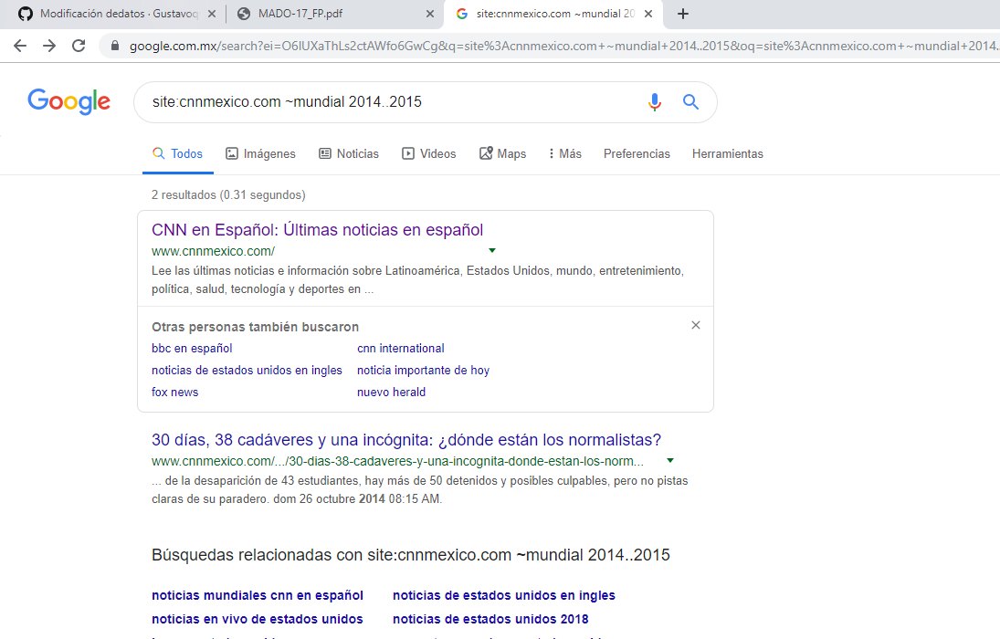 Modificación dedatos · Gustavoq
MADO-17_FP.pdf
site:cnnmexico.com ~mundial 20
google.com.mx/search?ei=O6IUXaThLs2ctAWfo6GwCg&q=site%3Acnnmexico.com+~mundial+2014..2015&oq=site%3Acnnmexico.com+~mundial+2014.
Google
site:cnnmexico.com ~mundial 2014..2015
Todos Imágenes Noticias Videos Maps Más Preferencias Herramientas
2 resultados (0.31 segundos)
CNN en Español: Últimas noticias en español
www.cnnmexico.com/
Lee las últimas noticias e información sobre Latinoamérica, Estados Unidos, mundo, entretenimiento,
política, salud, tecnología y deportes en ...
Otras personas también buscaron
bbc en español cnn international
noticias de estados unidos en ingles noticia importante de hoy
fox news nuevo herald
30 días, 38 cadáveres y una incógnita: ¿dónde están los normalistas?
www.cnnmexico.com/.../30-dias-38-cadaveres-y-una-incognita-donde-estan-los-norm...
... de la desaparición de 43 estudiantes, hay más de 50 detenidos y posibles culpables, pero no pistas
claras de su paradero. dom 26 octubre 2014 08:15 AM.
Búsquedas relacionadas con site:cnnmexico.com ~mundial 2014..2015
noticias mundiales cnn en español noticias de estados unidos en ingles
noticias en vivo de estados unidos noticias de estados unidos 2018